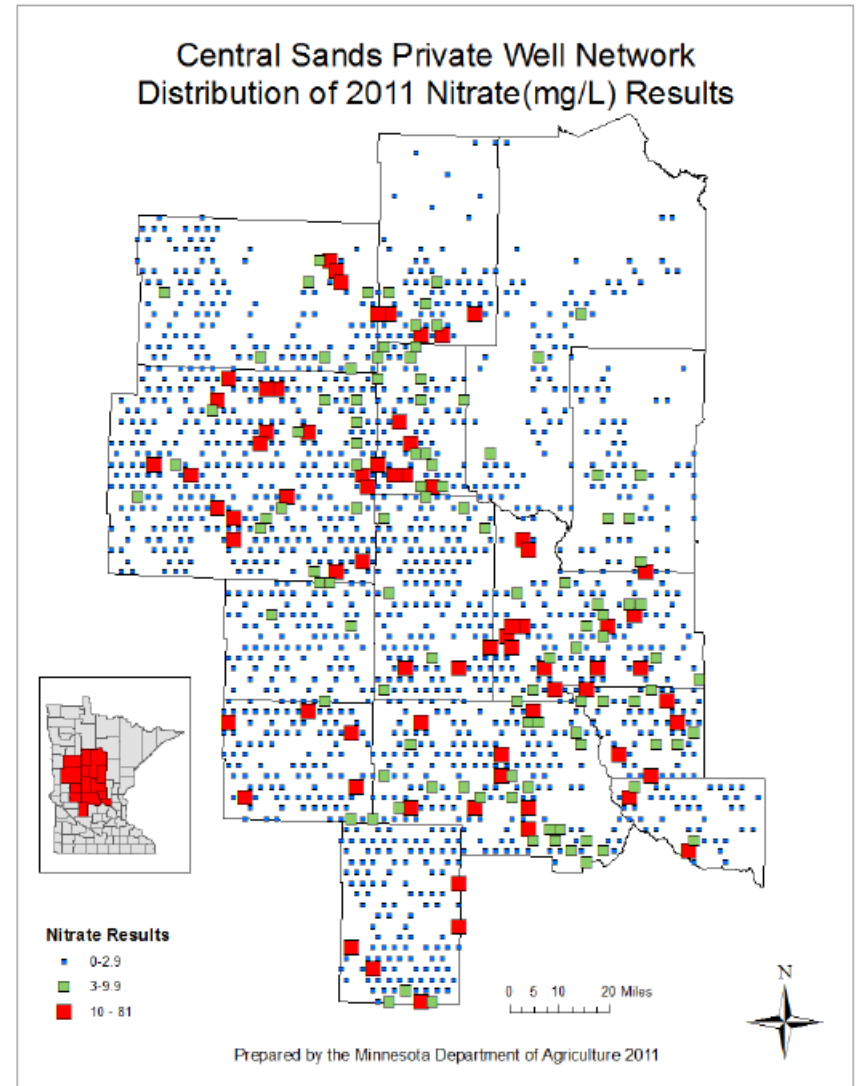 Central Sands Private Well Network
Distribution of 2011 Nitrate(mg/L) Results
Nitrate Results
0-2.9
3-9.9
10 - 81
0 5 10 20 Miles
N
Prepared by the Minnesota Department of Agriculture 2011